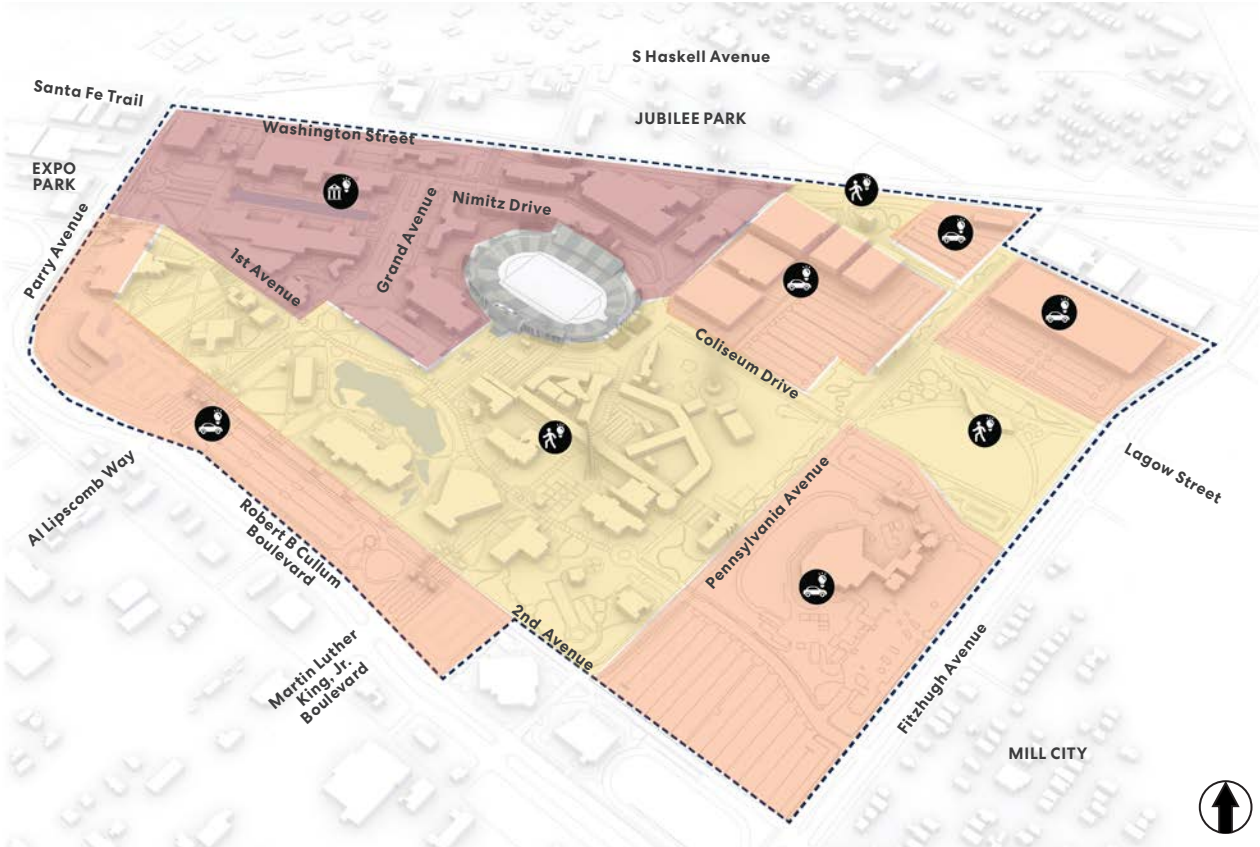 S Haskell Avenue
Santa Fe Trail
JUBILEE PARK
Washington Street
EXPO
PARK
Nimitz Drive
Grand Avenue
Parry Avenue
1st Avenue
Coliseum Drive
Lagow Street
Al Lipscomb Way
Pennsylvania Avenue
Robert B Cullum
Boulevard
2nd Avenue
Martin Luther
King, Jr.
Boulevard
Fitzhugh Avenue
MILL CITY